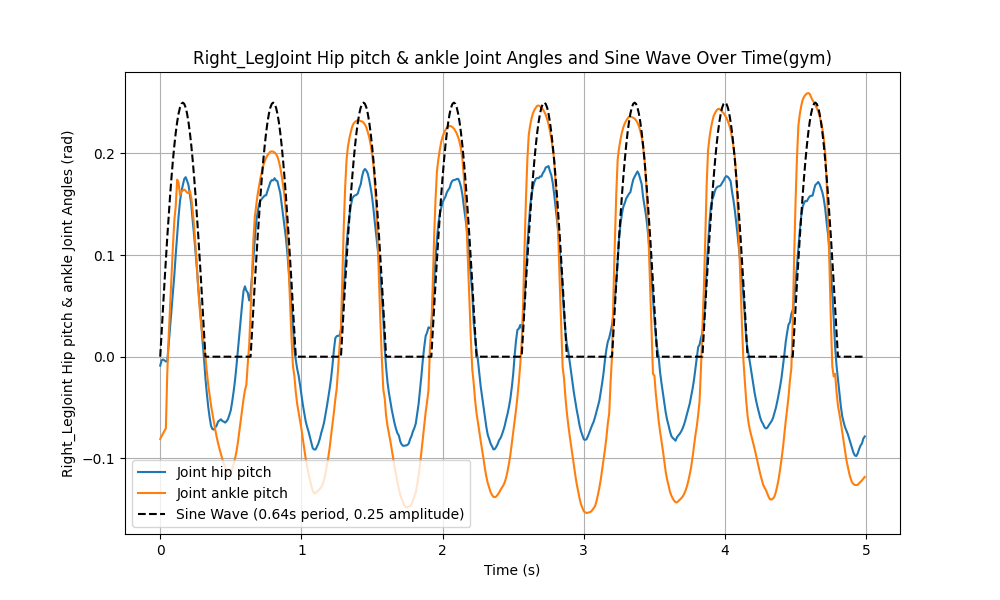 Right_LegJoint Hip pitch & ankle Joint Angles and Sine Wave Over Time(gym)
Right_LegJoint Hip pitch & ankle Joint Angles (rad)
0.2
0.1
0.0
−0.1
Joint hip pitch
Joint ankle pitch
Sine Wave (0.64s period, 0.25 amplitude)
0 1 2 3 4 5
Time (s)